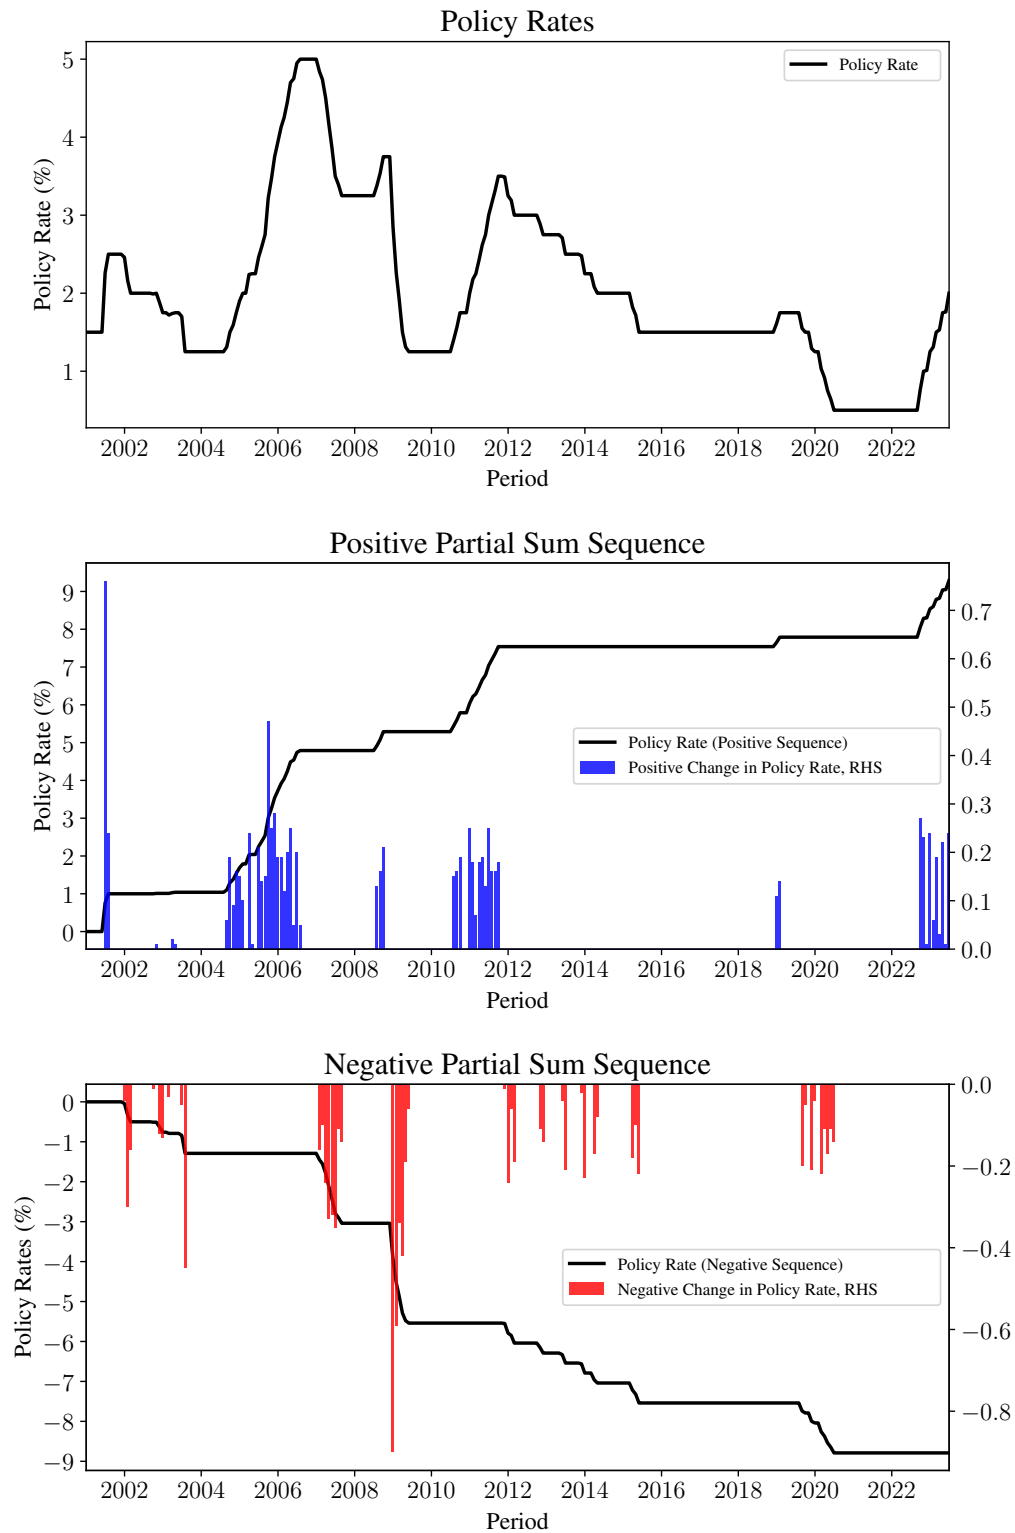 Policy Rates
Policy Rate (%)
5
4
3
2
1
Policy Rate
2002 2004 2006 2008 2010 2012 2014 2016 2018 2020 2022
Period
Positive Partial Sum Sequence
Policy Rate (%)
9
8
7
6
5
4
3
2
1
0
0.7
0.6
0.5
0.4
0.3
0.2
0.1
0.0
Policy Rate (Positive Sequence)
Positive Change in Policy Rate, RHS
2002 2004 2006 2008 2010 2012 2014 2016 2018 2020 2022
Period
Negative Partial Sum Sequence
Policy Rates (%)
0
−1
−2
−3
−4
−5
−6
−7
−8
−9
0.0
−0.2
−0.4
−0.6
−0.8
Policy Rate (Negative Sequence)
Negative Change in Policy Rate, RHS
2002 2004 2006 2008 2010 2012 2014 2016 2018 2020 2022
Period